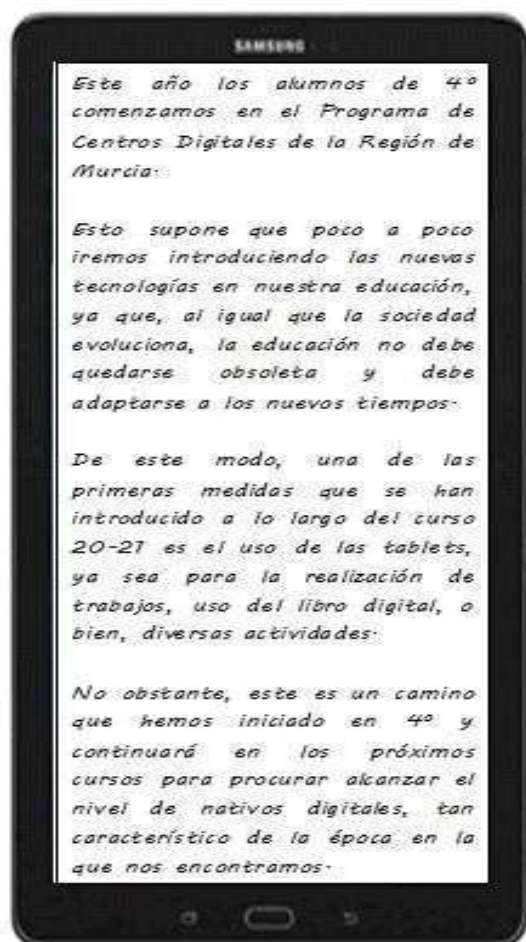 SAMSUNG
Este año los alumnos de 4º
comenzamos en el Programa de
Centros Digitales de la Región de
Murcia.
Esto supone que poco a poco
iremos introduciendo las nuevas
tecnologías en nuestra educación,
ya que, al igual que la sociedad
evoluciona, la educación no debe
quedarse obsoleta y debe
adaptarse a los nuevos tiempos.
De este modo, una de las
primeras medidas que se han
introducido a lo largo del curso
20-21 es el uso de las tablets,
ya sea para la realización de
trabajos, uso del libro digital, o
bien, diversas actividades.
No obstante, este es un camino
que hemos iniciado en 4º y
continuará en los próximos
cursos para procurar alcanzar el
nivel de nativos digitales, tan
característico de la época en la
que nos encontramos.